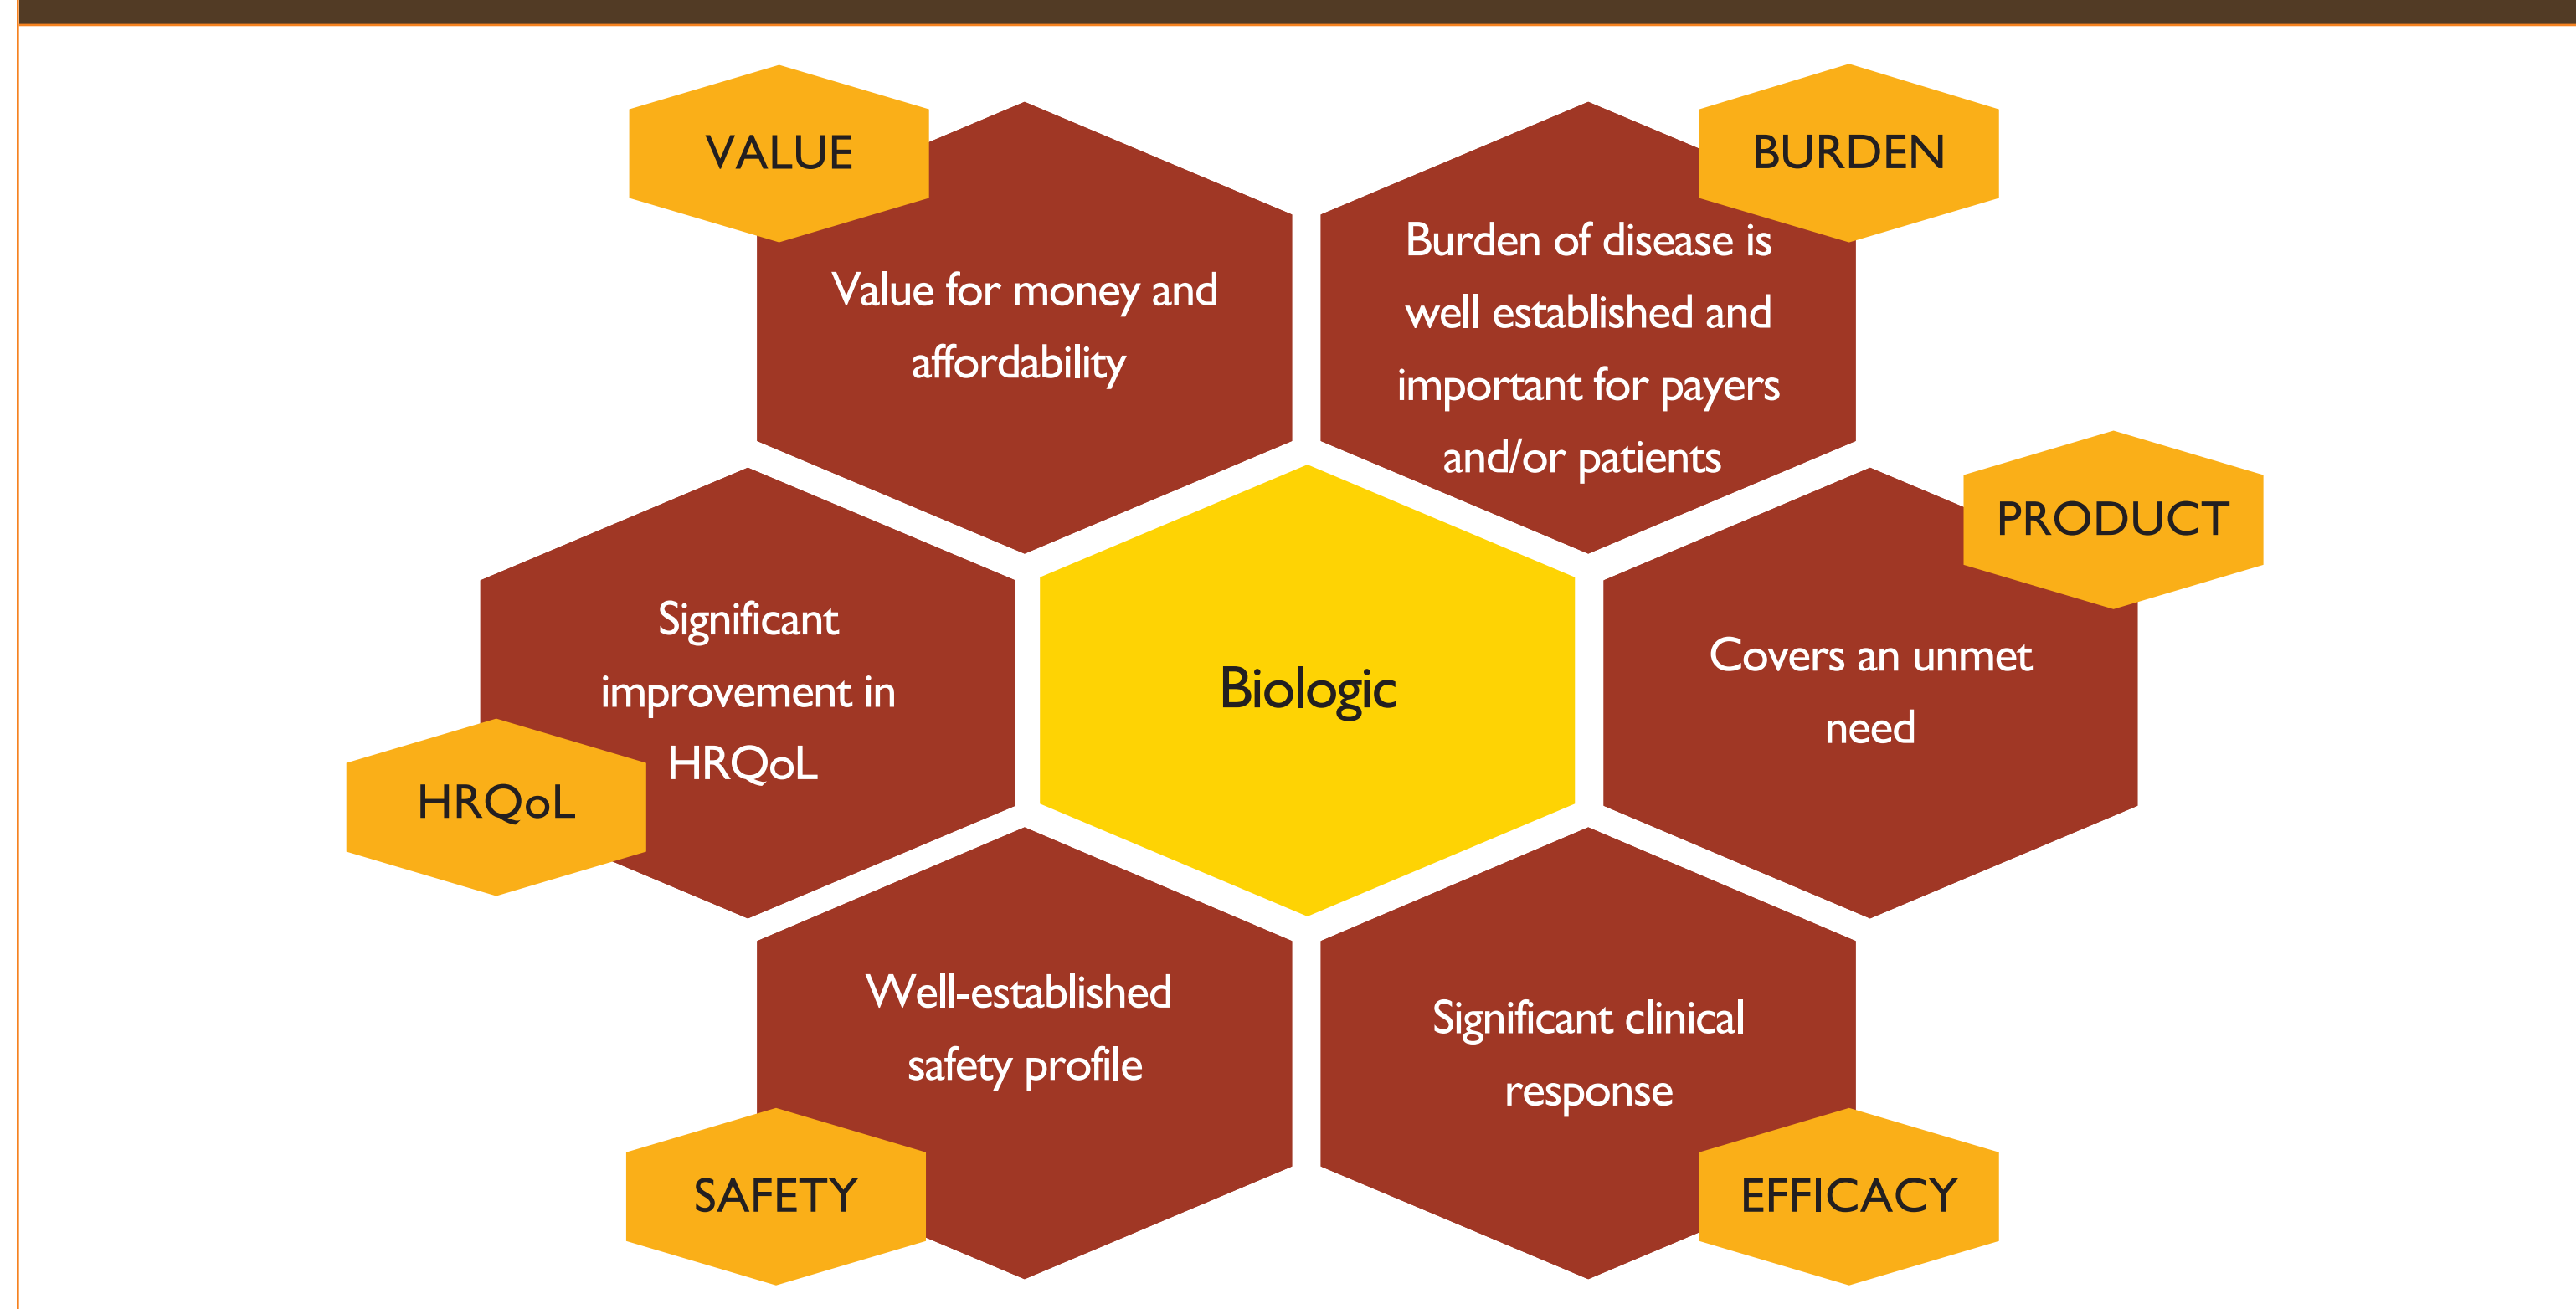 VALUE
Value for money and
affordability
BURDEN
Burden of disease is
well established and
important for payers
and/or patients
PRODUCT
Covers an unmet
need
Biologic
Significant
improvement in
HRQoL
HRQoL
Well-established
safety profile
SAFETY
Significant clinical
response
EFFICACY